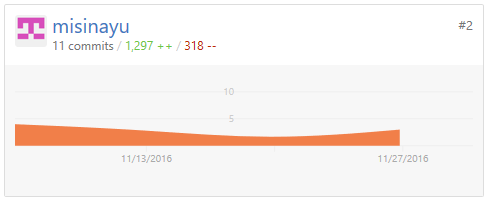 misinayu
#2
11 commits / 1,297 ++ / 318 --
10
5
11/13/2016
11/27/2016